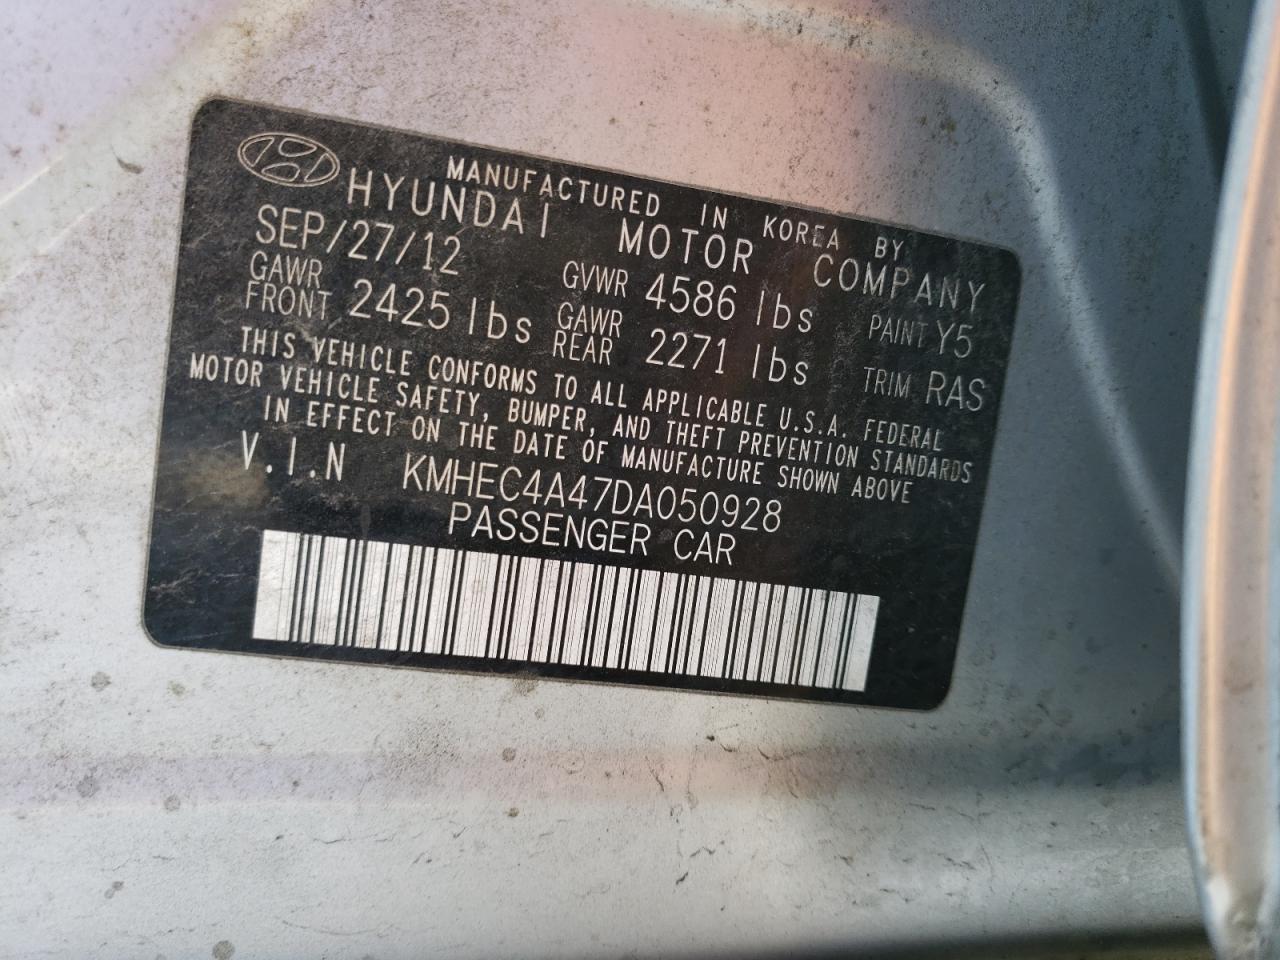 MANUFACTURED IN KOREA BY
HYUNDAI MOTOR COMPANY
SEP/27/12 GVWR 4586 lbs PAINT Y5
GAWR FRONT 2425 lbs GAWR REAR 2271 lbs TRIM RAS
THIS VEHICLE CONFORMS TO ALL APPLICABLE U.S.A. FEDERAL
MOTOR VEHICLE SAFETY, BUMPER, AND THEFT PREVENTION STANDARDS
IN EFFECT ON THE DATE OF MANUFACTURE SHOWN ABOVE
V.I.N KMHEC4A47DA050928
PASSENGER CAR